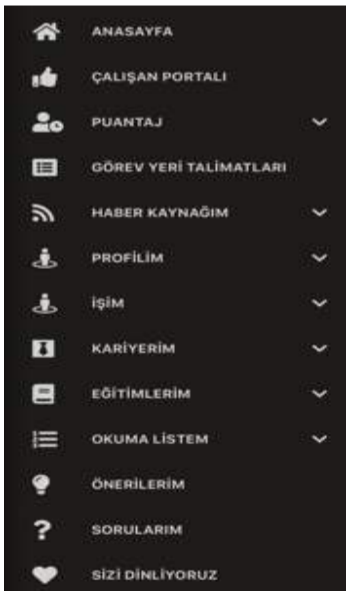 ANASAYFA
ÇALIŞAN PORTALI
PUANTAJ
GÖREV YERİ TALİMATLARI
HABER KAYNAĞIM
PROFİLİM
İŞİM
KARİYERİM
EĞİTİMLERİM
OKUMA LİSTEM
ÖNERİLERİM
SORULARIM
SİZİ DİNLİYORUZ